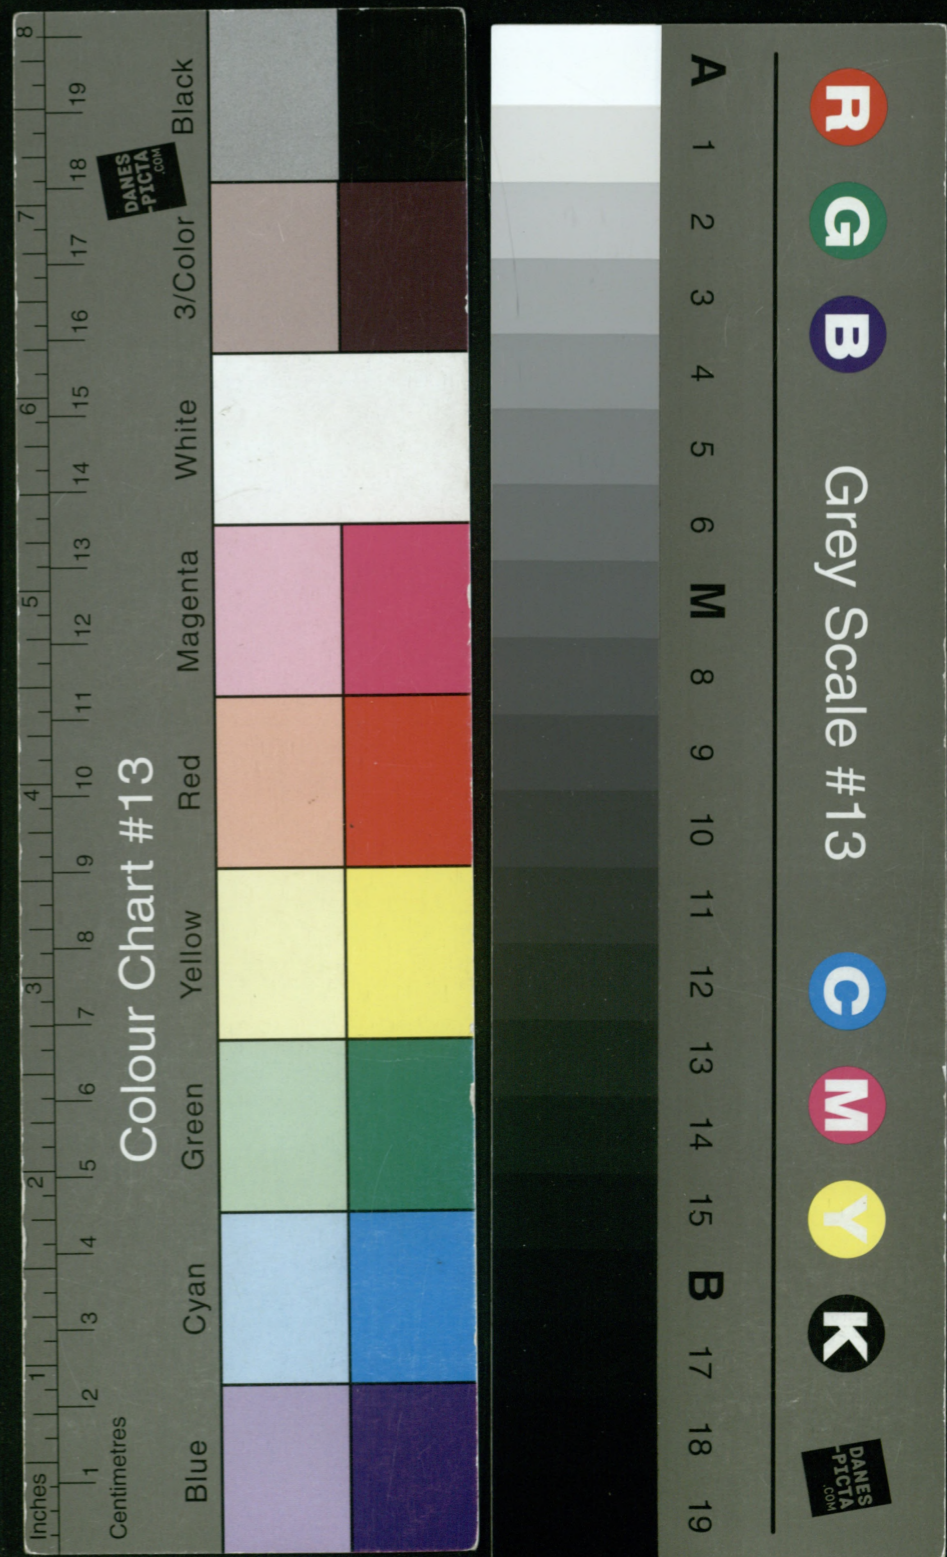 Colour Chart #13
Inches 1 2 3 4 5 6 7 8
Centimetres 1 2 3 4 5 6 7 8 9 10 11 12 13 14 15 16 17 18 19
Blue Cyan Green Yellow Red Magenta White 3/Color Black
DANES
-PICTA
.COM
R G B Grey Scale #13 C M Y K
DANES
-PICTA
.COM
A 1 2 3 4 5 6 M 8 9 10 11 12 13 14 15 B 17 18 19